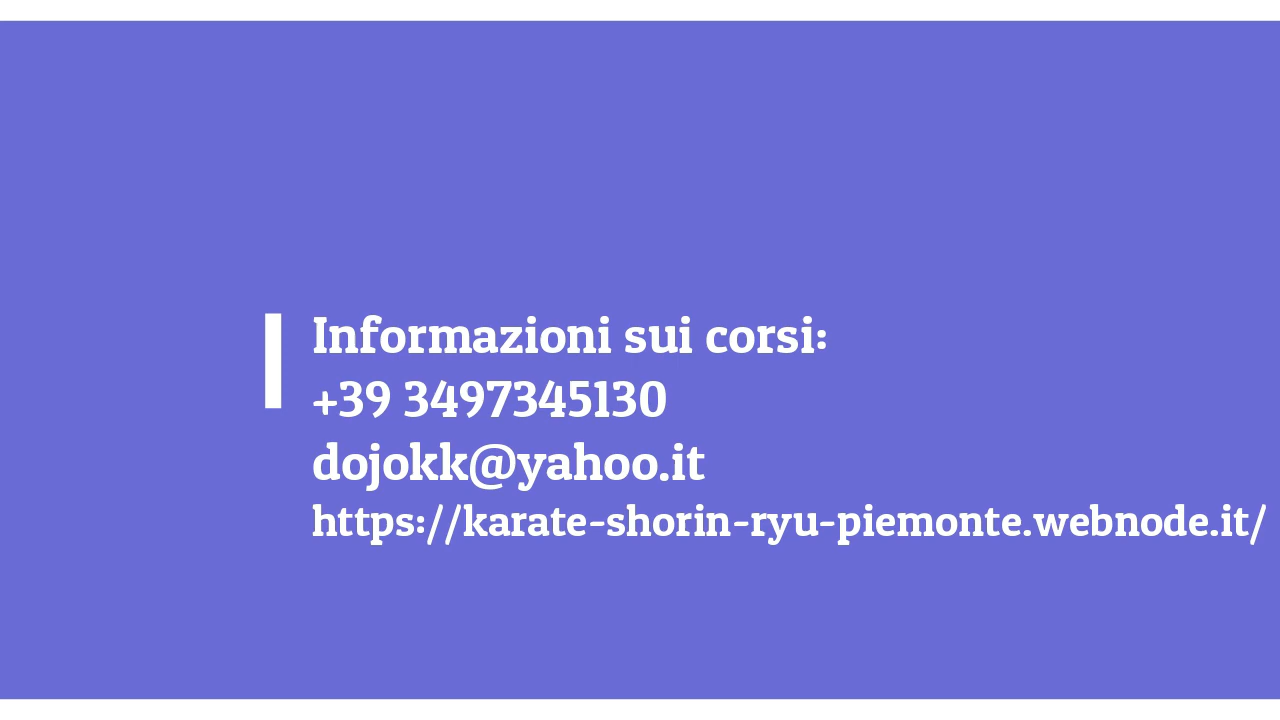 Informazioni sui corsi:
+39 3497345130
dojokk@yahoo.it
https://karate-shorin-ryu-piemonte.webnode.it/